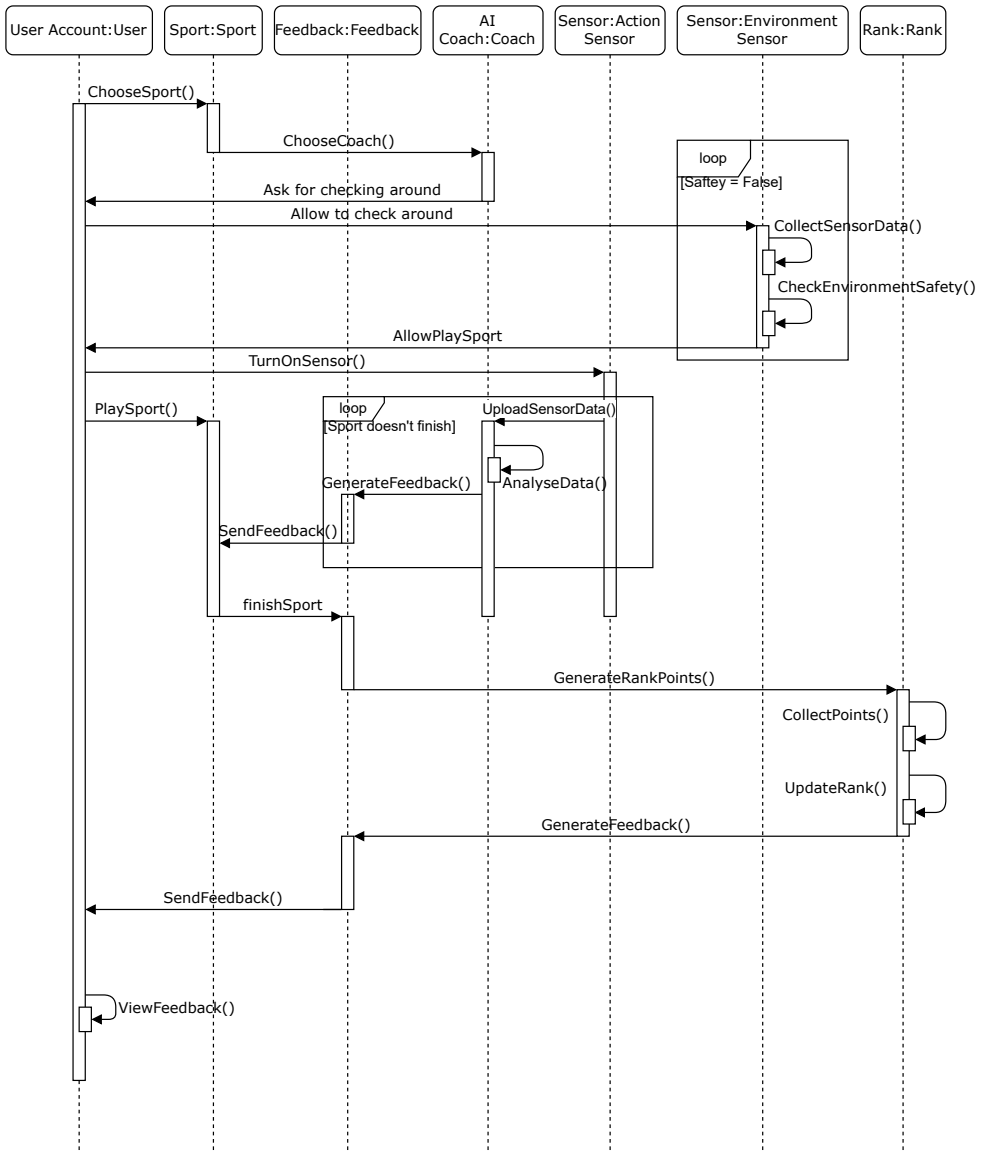 User Account:User
Sport:Sport
Feedback:Feedback
AI
Coach:Coach
Sensor:Action
Sensor
Sensor:Environment
Sensor
Rank:Rank
ChooseSport()
ChooseCoach()
loop
[Saftey = False]
Ask for checking around
Allow to check around
CollectSensorData()
CheckEnvironmentSafety()
AllowPlaySport
TurnOnSensor()
PlaySport()
loop
[Sport doesn't finish]
UploadSensorData()
AnalyseData()
GenerateFeedback()
SendFeedback()
finishSport
GenerateRankPoints()
CollectPoints()
UpdateRank()
GenerateFeedback()
SendFeedback()
ViewFeedback()